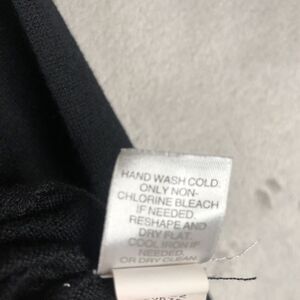 HAND WASH COLD.
ONLY NON-
CHLORINE BLEACH
IF NEEDED.
RESHAPE AND
DRY FLAT.
COOL IRON IF
NEEDED.
OR DRY CLEAN